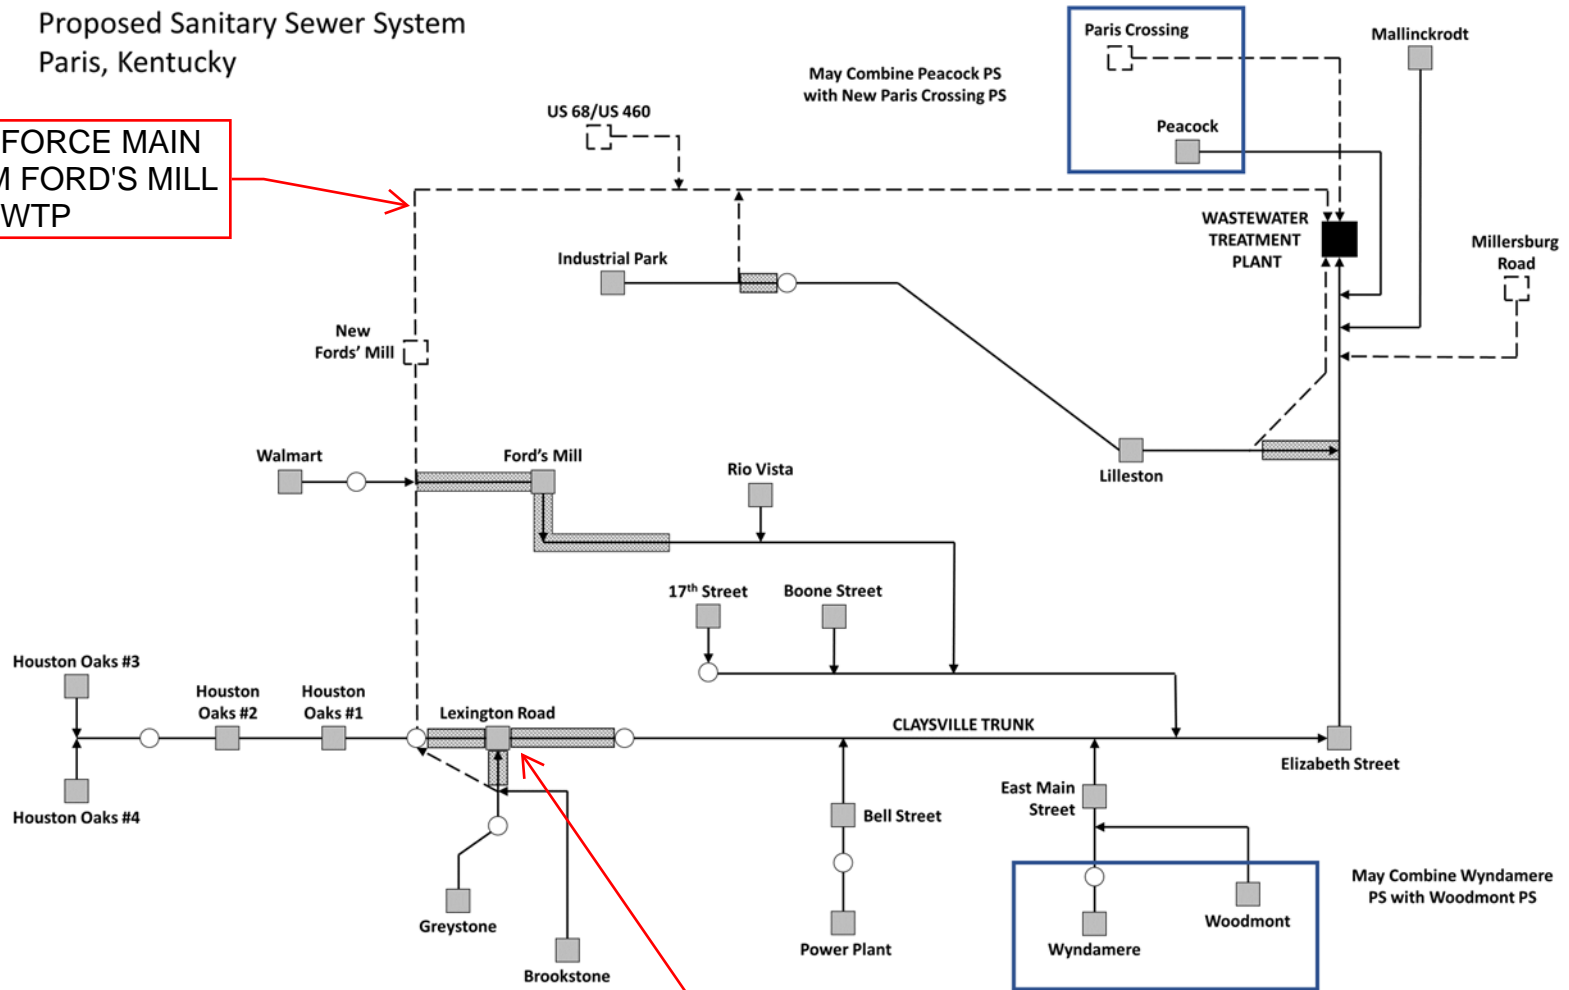 Proposed Sanitary Sewer System
Paris, Kentucky
FORCE MAIN
M FORD'S MILL
WTP
May Combine Peacock PS
with New Paris Crossing PS
Paris Crossing
Peacock
Mallinckrodt
US 68/US 460
WASTEWATER
TREATMENT
PLANT
Millersburg
Road
Industrial Park
New
Fords' Mill
Walmart
Ford's Mill
Rio Vista
Lilleston
17th Street
Boone Street
Houston Oaks #3
Houston
Oaks #2
Houston
Oaks #1
Lexington Road
CLAYSVILLE TRUNK
Elizabeth Street
Houston Oaks #4
East Main
Street
Bell Street
May Combine Wyndamere
PS with Woodmont PS
Greystone
Brookstone
Power Plant
Wyndamere
Woodmont